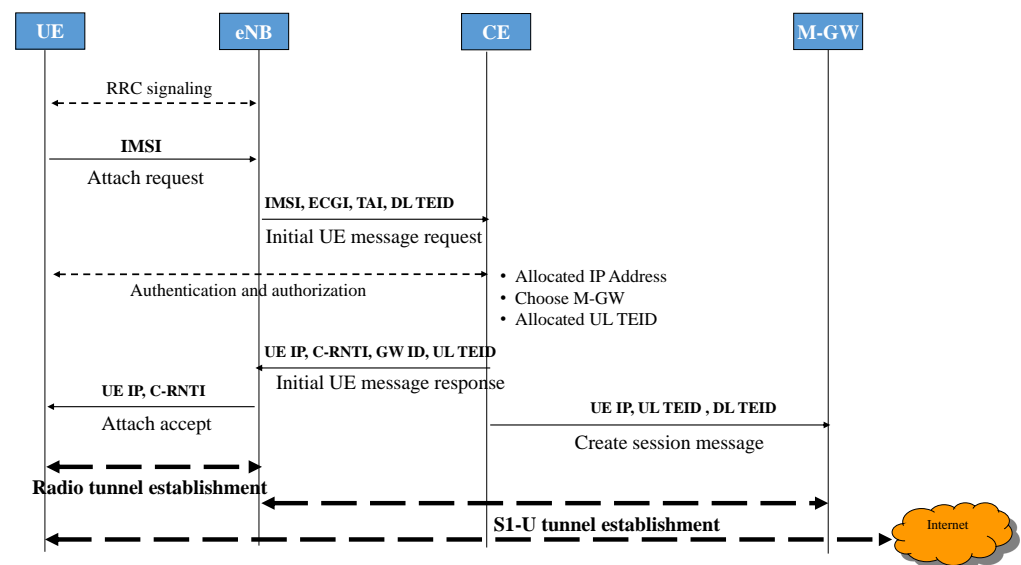 UE eNB CE M-GW
RRC signaling
IMSI
Attach request
IMSI, ECGI, TAI, DL TEID
Initial UE message request
Authentication and authorization
• Allocated IP Address
• Choose M-GW
• Allocated UL TEID
UE IP, C-RNTI, GW ID, UL TEID
Initial UE message response
UE IP, C-RNTI
Attach accept
UE IP, UL TEID , DL TEID
Create session message
Radio tunnel establishment
S1-U tunnel establishment
Internet